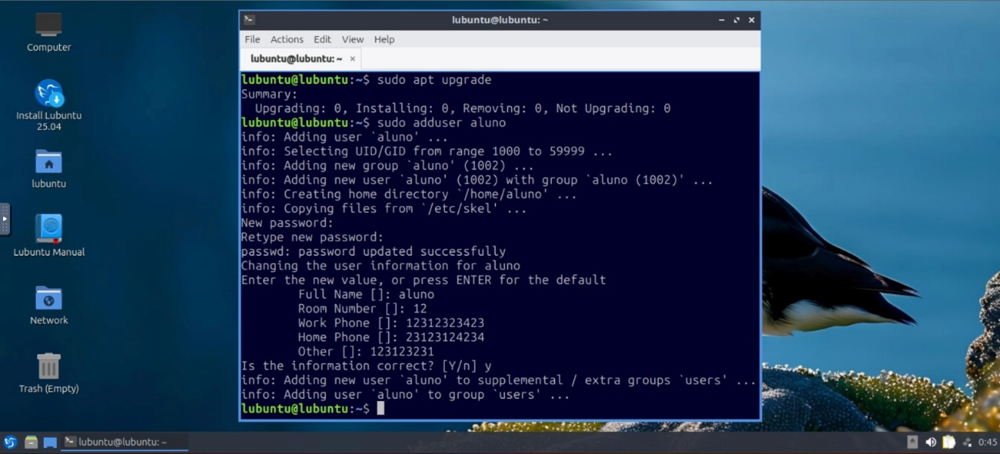 Computer
Install Lubuntu
25.04
lubuntu
Lubuntu Manual
Network
Trash (Empty)
lubuntu@lubuntu: ~
File Actions Edit View Help
lubuntu@lubuntu: ~ ×
lubuntu@lubuntu:~$ sudo apt upgrade
Summary:
  Upgrading: 0, Installing: 0, Removing: 0, Not Upgrading: 0
lubuntu@lubuntu:~$ sudo adduser aluno
info: Adding user `aluno' ...
info: Selecting UID/GID from range 1000 to 59999 ...
info: Adding new group `aluno' (1002) ...
info: Adding new user `aluno' (1002) with group `aluno (1002)' ...
info: Creating home directory `/home/aluno' ...
info: Copying files from `/etc/skel' ...
New password:
Retype new password:
passwd: password updated successfully
Changing the user information for aluno
Enter the new value, or press ENTER for the default
        Full Name []: aluno
        Room Number []: 12
        Work Phone []: 12312323423
        Home Phone []: 23123124234
        Other []: 123123231
Is the information correct? [Y/n] y
info: Adding new user `aluno' to supplemental / extra groups `users' ...
info: Adding user `aluno' to group `users' ...
lubuntu@lubuntu:~$
lubuntu@lubuntu: ~
0:45